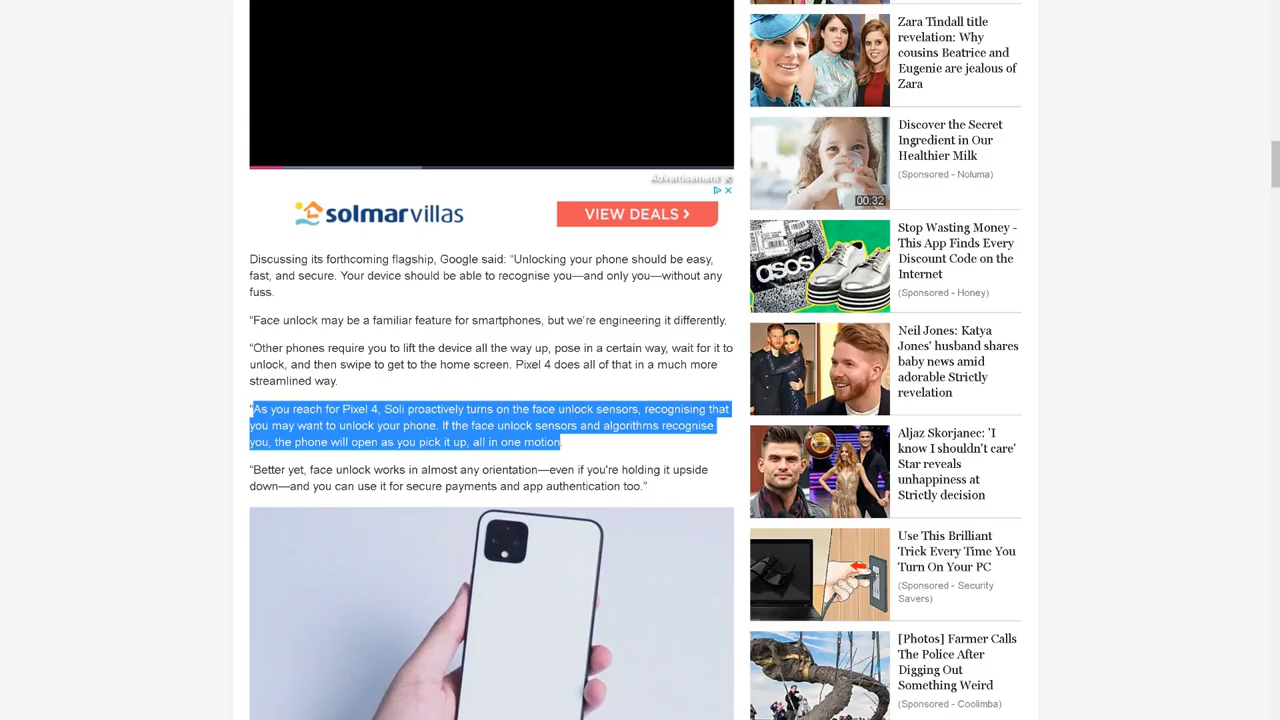 Advertisement
solmarvillas
VIEW DEALS >
Discussing its forthcoming flagship, Google said: “Unlocking your phone should be easy,
fast, and secure. Your device should be able to recognise you—and only you—without any
fuss.
"Face unlock may be a familiar feature for smartphones, but we’re engineering it differently.
"Other phones require you to lift the device all the way up, pose in a certain way, wait for it to
unlock, and then swipe to get to the home screen. Pixel 4 does all of that in a much more
streamlined way.
"As you reach for Pixel 4, Soli proactively turns on the face unlock sensors, recognising that
you may want to unlock your phone. If the face unlock sensors and algorithms recognise
you, the phone will open as you pick it up, all in one motion.
"Better yet, face unlock works in almost any orientation—even if you're holding it upside
down—and you can use it for secure payments and app authentication too.”
Zara Tindall title
revelation: Why
cousins Beatrice and
Eugenie are jealous of
Zara
Discover the Secret
Ingredient in Our
Healthier Milk
(Sponsored - Noluma)
00:32
Stop Wasting Money -
This App Finds Every
Discount Code on the
Internet
(Sponsored - Honey)
asos
Neil Jones: Katya
Jones' husband shares
baby news amid
adorable Strictly
revelation
Aljaz Skorjanec: 'I
know I shouldn't care'
Star reveals
unhappiness at
Strictly decision
Use This Brilliant
Trick Every Time You
Turn On Your PC
(Sponsored - Security
Savers)
[Photos] Farmer Calls
The Police After
Digging Out
Something Weird
(Sponsored - Coolimba)